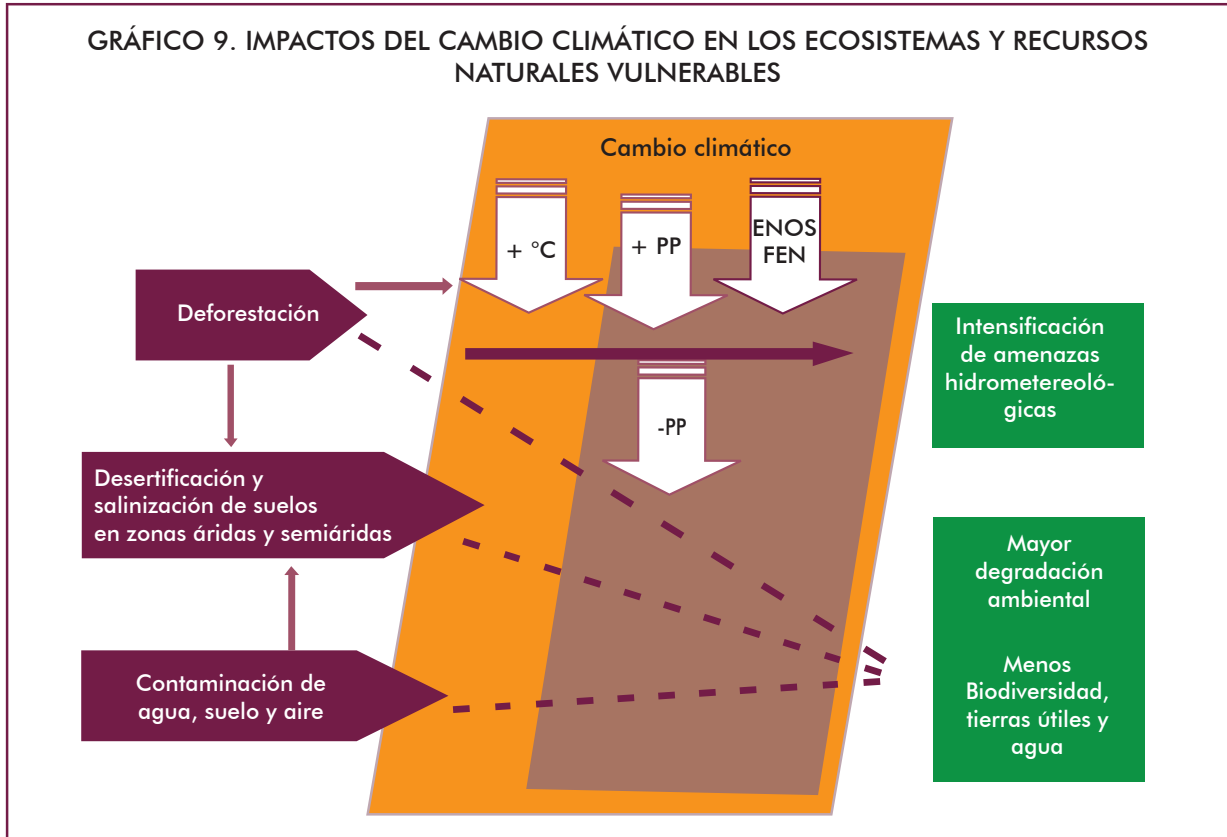 GRÁFICO 9. IMPACTOS DEL CAMBIO CLIMÁTICO EN LOS ECOSISTEMAS Y RECURSOS
NATURALES VULNERABLES
Cambio climático
+ °C
+ PP
ENOS
FEN
Deforestación
Intensificación
de amenazas
hidrometereoló-
gicas
-PP
Desertificación y
salinización de suelos
en zonas áridas y semiáridas
Mayor
degradación
ambiental
Menos
Biodiversidad,
tierras útiles y
agua
Contaminación de
agua, suelo y aire